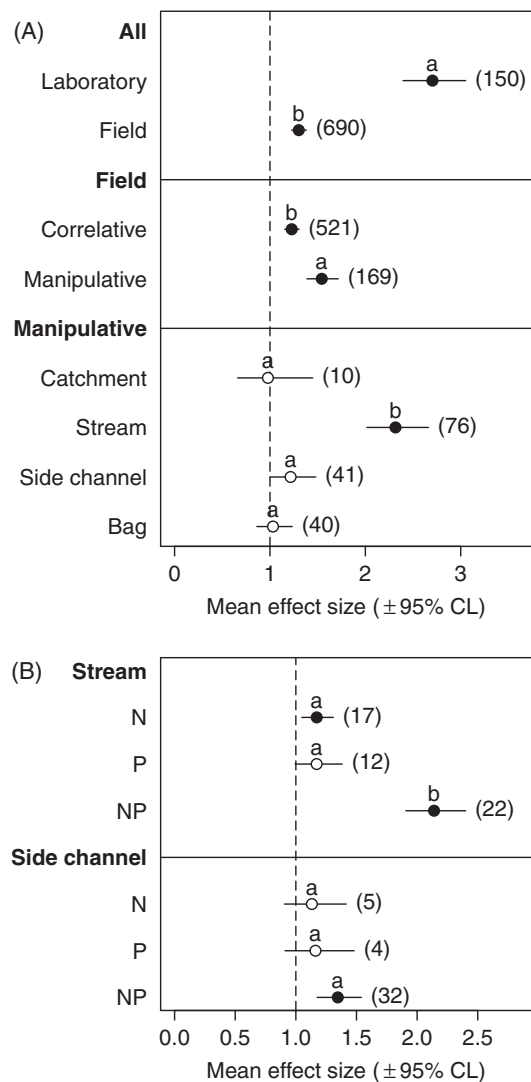 (A) All
a
Laboratory (150)
b
Field (690)
Field
b
Correlative (521)
a
Manipulative (169)
Manipulative
a
Catchment (10)
b
Stream (76)
a
Side channel (41)
a
Bag (40)
0 1 2 3
Mean effect size (±95% CL)
(B) Stream
a
N (17)
a
P (12)
b
NP (22)
Side channel
a
N (5)
a
P (4)
a
NP (32)
0.0 0.5 1.0 1.5 2.0 2.5
Mean effect size (±95% CL)